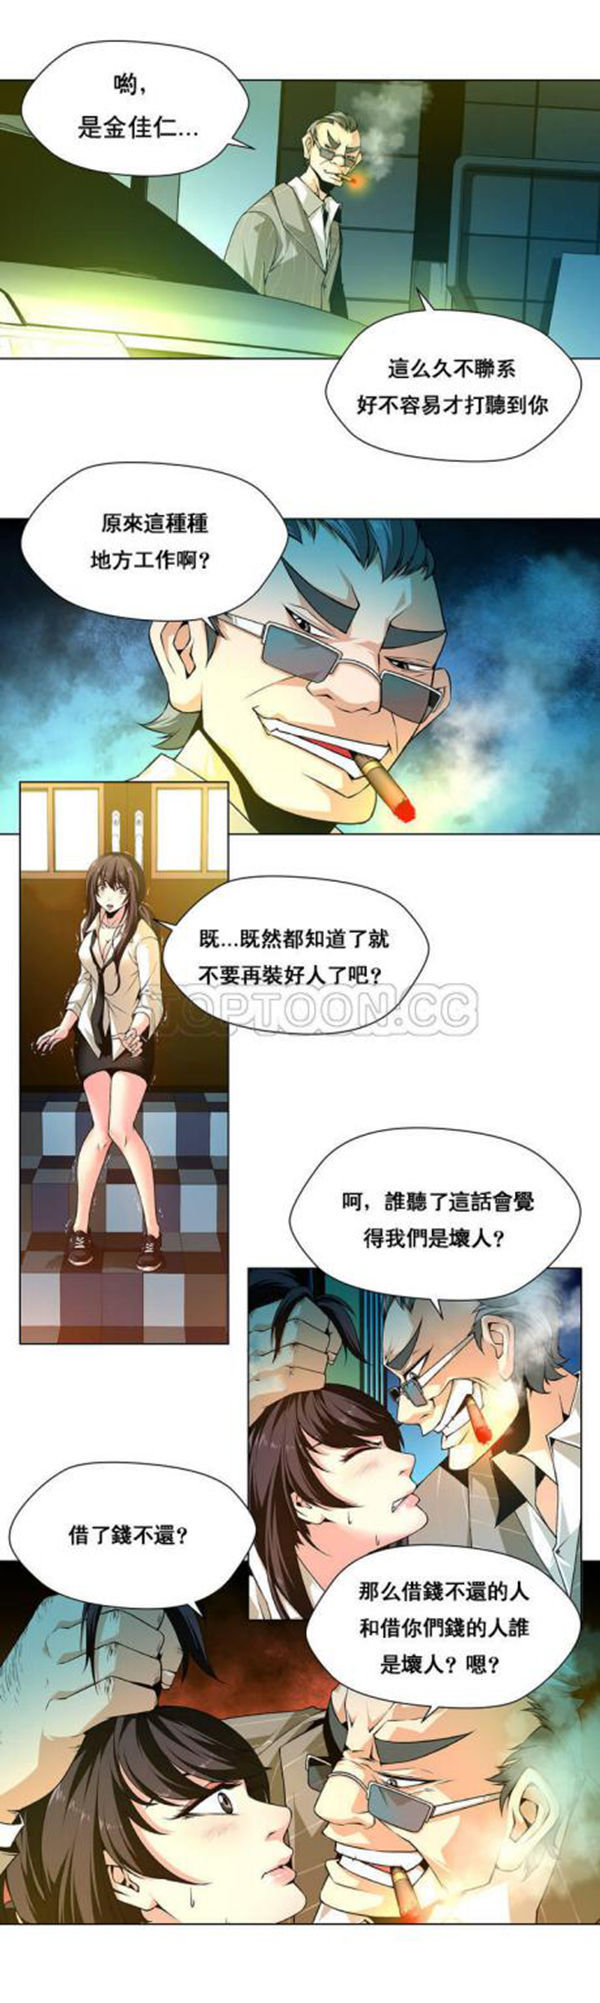 喲,
是金佳仁...
這么久不聯系
好不容易才打聽到你
原來這種種
地方工作啊?
既...既然都知道了就
不要再裝好人了吧?
TOPTOON.CC
呵, 誰聽了這話會覺
得我們是壞人?
借了錢不還?
那么借錢不還的人
和借你們錢的人誰
是壞人? 嗯?